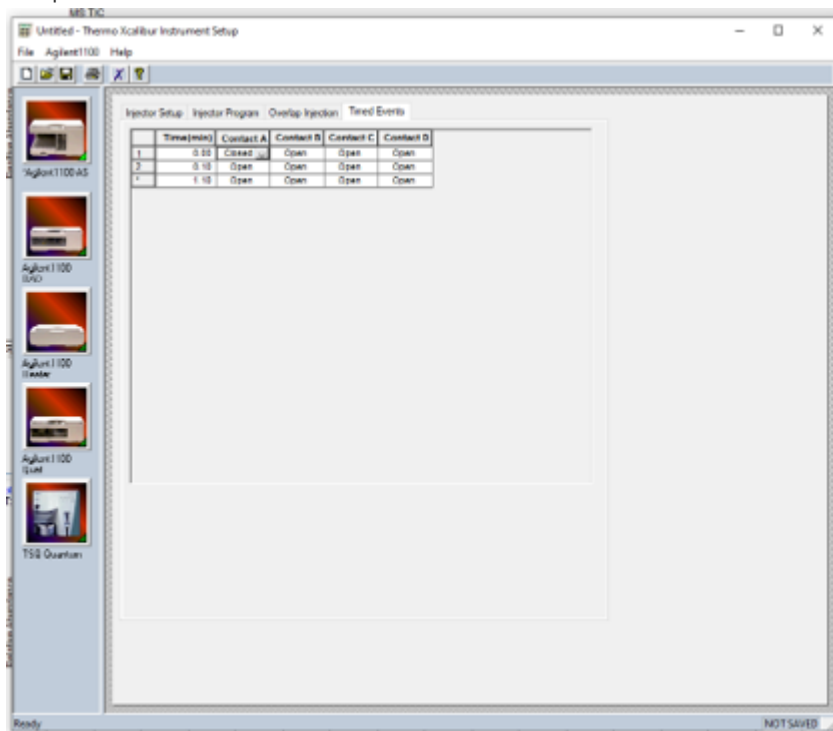 MS TIC
Untitled - Thermo Xcalibur Instrument Setup
File Agilent1100 Help
Injector Setup Injector Program Overlap Injection Timed Events
Time(min) Contact A Contact B Contact C Contact D
1 0.00 Closed Open Open Open
2 0.10 Open Open Open Open
* 1.10 Open Open Open Open
Agilent1100 AS
Agilent1100
Agilent1100
Agilent1100
TSQ Quantum
Ready NOT SAVED